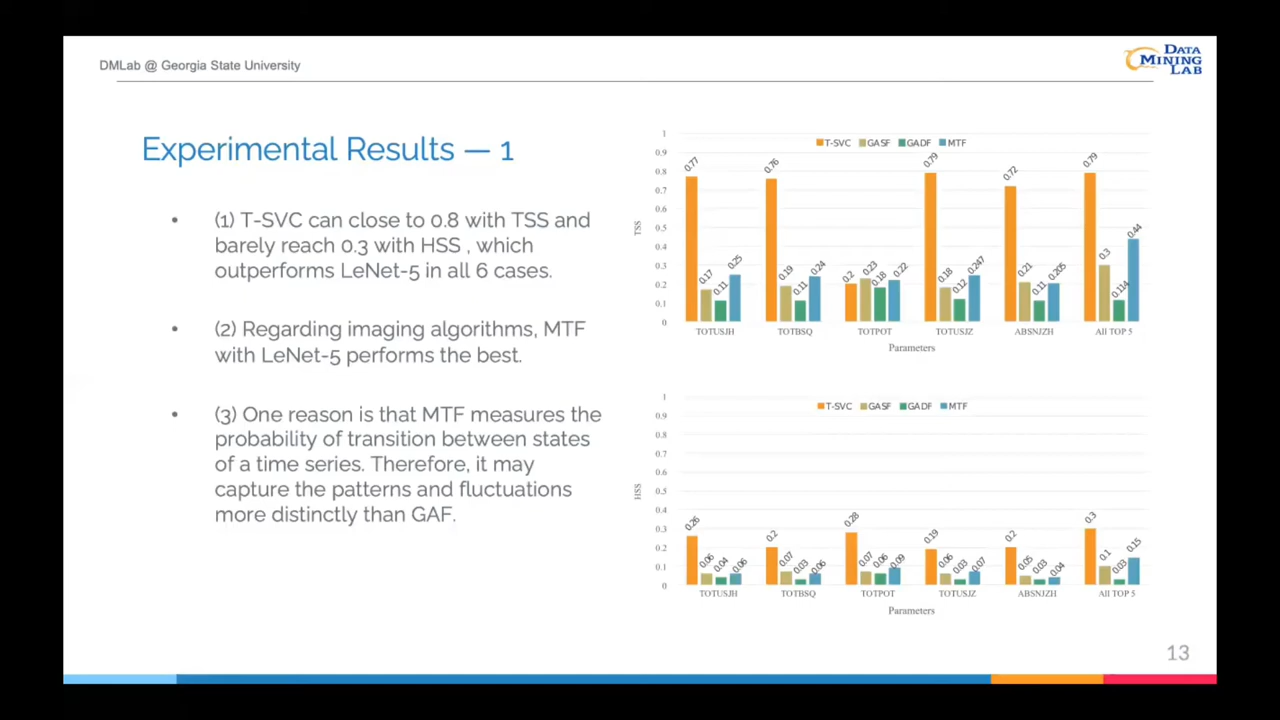 DMLab @ Georgia State University
DATA
MINING
LAB
Experimental Results — 1
• (1) T-SVC can close to 0.8 with TSS and
barely reach 0.3 with HSS , which
outperforms LeNet-5 in all 6 cases.
• (2) Regarding imaging algorithms, MTF
with LeNet-5 performs the best.
• (3) One reason is that MTF measures the
probability of transition between states
of a time series. Therefore, it may
capture the patterns and fluctuations
more distinctly than GAF.
T-SVC GASF GADF MTF
TSS
1
0.9
0.8
0.7
0.6
0.5
0.4
0.3
0.2
0.1
0
0.77 0.17 0.11 0.25
0.76 0.19 0.11 0.24
0.2 0.23 0.18 0.22
0.79 0.18 0.12 0.247
0.72 0.21 0.11 0.205
0.79 0.3 0.114 0.44
TOTUSJH TOTBSQ TOTPOT TOTUSJZ ABSNJZH All TOP 5
Parameters
T-SVC GASF GADF MTF
HSS
1
0.9
0.8
0.7
0.6
0.5
0.4
0.3
0.2
0.1
0
0.26 0.06 0.04 0.06
0.2 0.07 0.03 0.06
0.28 0.07 0.06 0.09
0.19 0.06 0.03 0.07
0.2 0.05 0.03 0.04
0.3 0.1 0.03 0.15
TOTUSJH TOTBSQ TOTPOT TOTUSJZ ABSNJZH All TOP 5
Parameters
13